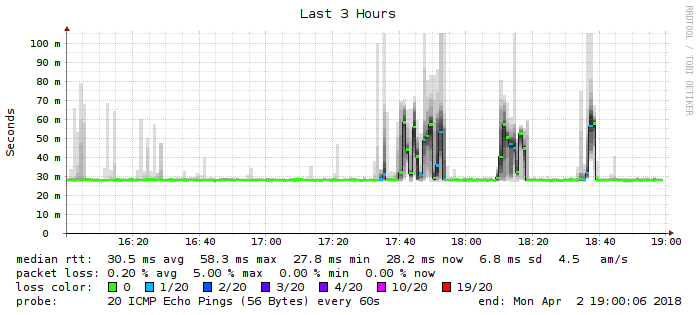 Last 3 Hours
RRDTOOL / TOBI OETIKER
Seconds
100 m
90 m
80 m
70 m
60 m
50 m
40 m
30 m
20 m
10 m
0
16:20 16:40 17:00 17:20 17:40 18:00 18:20 18:40 19:00
median rtt: 30.5 ms avg 58.3 ms max 27.8 ms min 28.2 ms now 6.8 ms sd 4.5 am/s
packet loss: 0.20 % avg 5.00 % max 0.00 % min 0.00 % now
loss color: 0 1/20 2/20 3/20 4/20 10/20 19/20
probe: 20 ICMP Echo Pings (56 Bytes) every 60s end: Mon Apr 2 19:00:06 2018